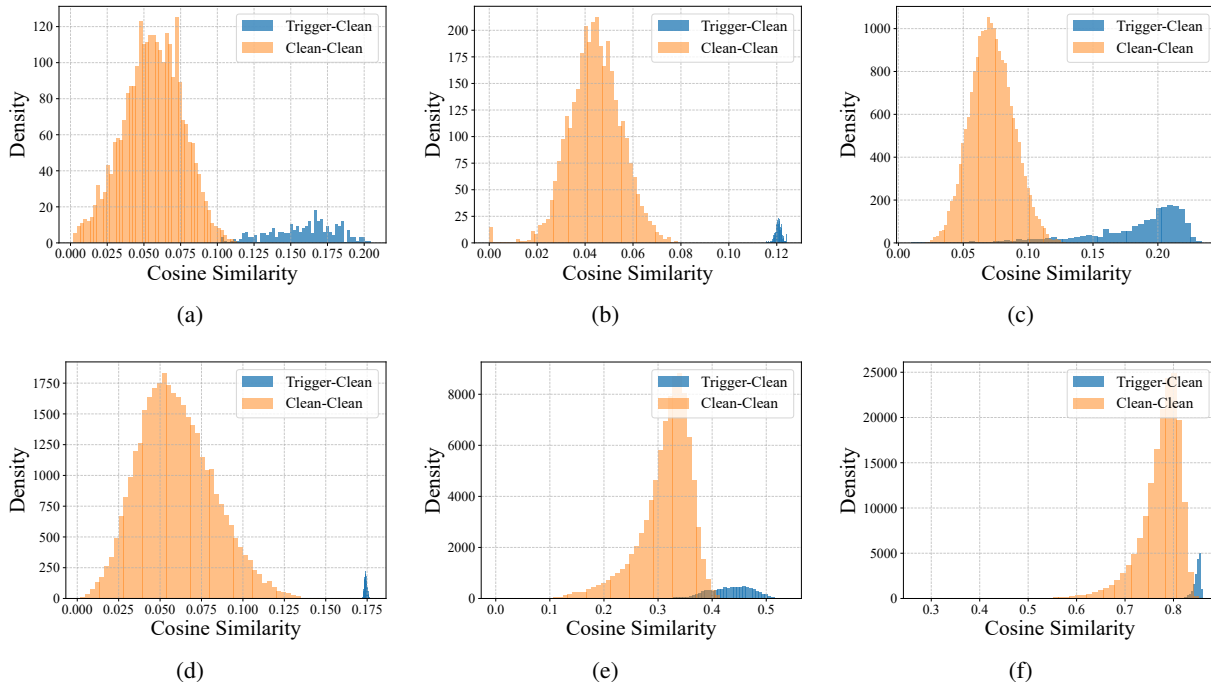 120
100
80
60
40
20
0
Density
Trigger-Clean
Clean-Clean
0.000 0.025 0.050 0.075 0.100 0.125 0.150 0.175 0.200
Cosine Similarity
(a)
200
175
150
125
100
75
50
25
0
Density
Trigger-Clean
Clean-Clean
0.00 0.02 0.04 0.06 0.08 0.10 0.12
Cosine Similarity
(b)
1000
800
600
400
200
0
Density
Trigger-Clean
Clean-Clean
0.00 0.05 0.10 0.15 0.20
Cosine Similarity
(c)
1750
1500
1250
1000
750
500
250
0
Density
Trigger-Clean
Clean-Clean
0.000 0.025 0.050 0.075 0.100 0.125 0.150 0.175
Cosine Similarity
(d)
8000
6000
4000
2000
0
Density
Trigger-Clean
Clean-Clean
0.0 0.1 0.2 0.3 0.4 0.5
Cosine Similarity
(e)
25000
20000
15000
10000
5000
0
Density
Trigger-Clean
Clean-Clean
0.3 0.4 0.5 0.6 0.7 0.8
Cosine Similarity
(f)